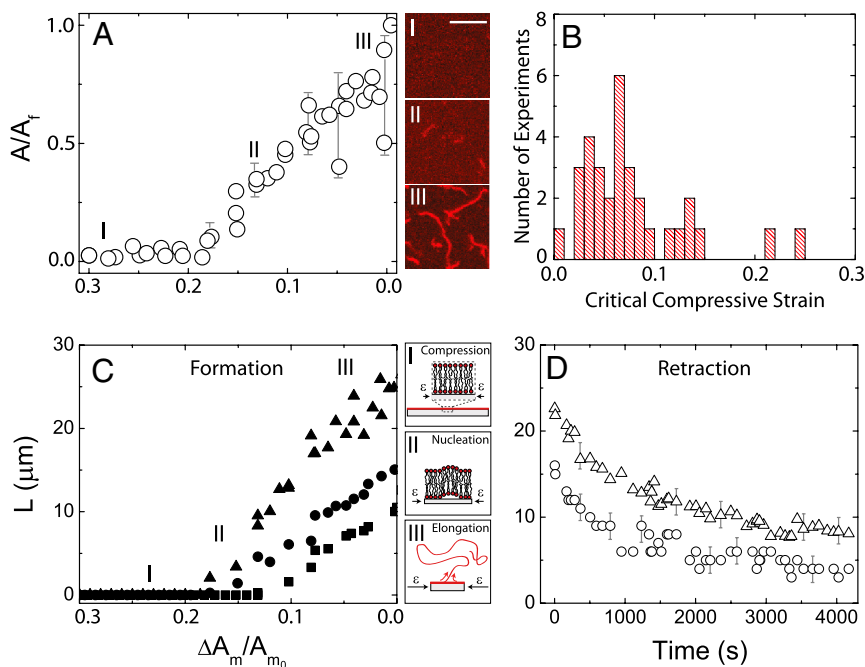 A
III
II
I
A/A_f
1.0
0.5
0.0
0.3
0.2
0.1
0.0
I
II
III
B
Number of Experiments
8
6
4
2
0
0.0
0.1
0.2
0.3
Critical Compressive Strain
C
Formation
III
II
I
L (μm)
30
20
10
0
0.3
0.2
0.1
0.0
ΔA_m/A_m₀
I
Compression
ε
ε
II
Nucleation
ε
ε
III
Elongation
ε
ε
D
Retraction
30
20
10
0
0
1000
2000
3000
4000
Time (s)